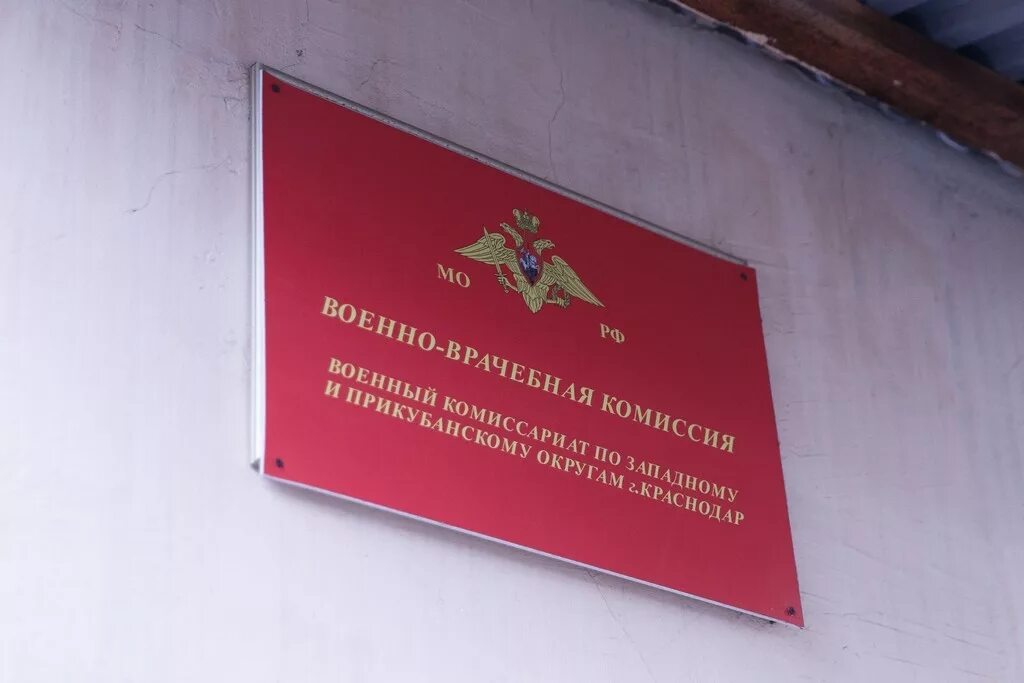 МО РФ
ВОЕННО-ВРАЧЕБНАЯ КОМИССИЯ
ВОЕННЫЙ КОМИССАРИАТ ПО ЗАПАДНОМУ
И ПРИКУБАНСКОМУ ОКРУГАМ г.КРАСНОДАР